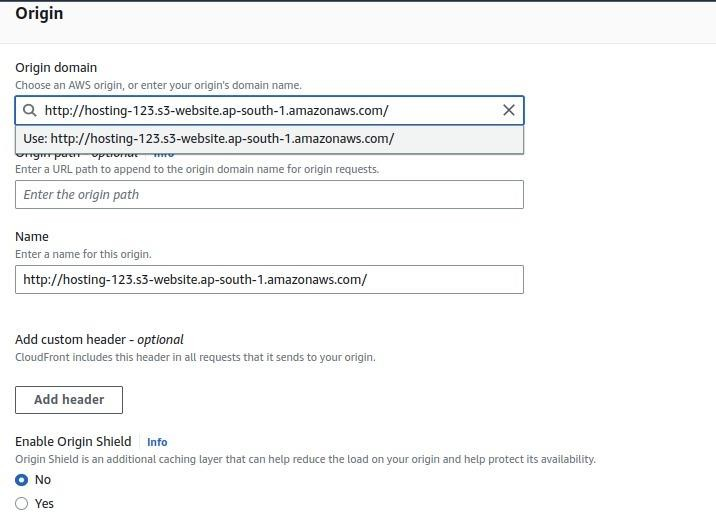 Origin
Origin domain
Choose an AWS origin, or enter your origin's domain name.
http://hosting-123.s3-website.ap-south-1.amazonaws.com/
Use: http://hosting-123.s3-website.ap-south-1.amazonaws.com/
Origin path - optional Info
Enter a URL path to append to the origin domain name for origin requests.
Enter the origin path
Name
Enter a name for this origin.
http://hosting-123.s3-website.ap-south-1.amazonaws.com/
Add custom header - optional
CloudFront includes this header in all requests that it sends to your origin.
Add header
Enable Origin Shield Info
Origin Shield is an additional caching layer that can help reduce the load on your origin and help protect its availability.
No
Yes